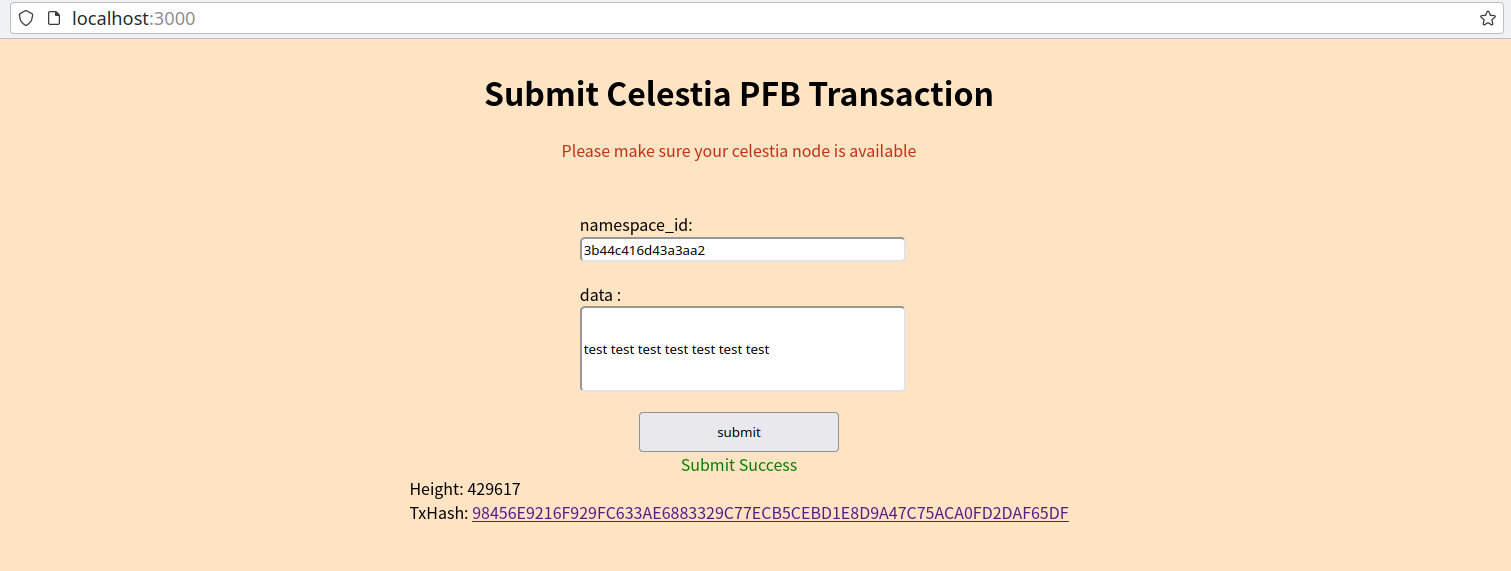 localhost:3000
Submit Celestia PFB Transaction
Please make sure your celestia node is available
namespace_id:
3b44c416d43a3aa2
data :
test test test test test test test
submit
Submit Success
Height: 429617
TxHash: 98456E9216F929FC633AE6883329C77ECB5CEBD1E8D9A47C75ACA0FD2DAF65DF